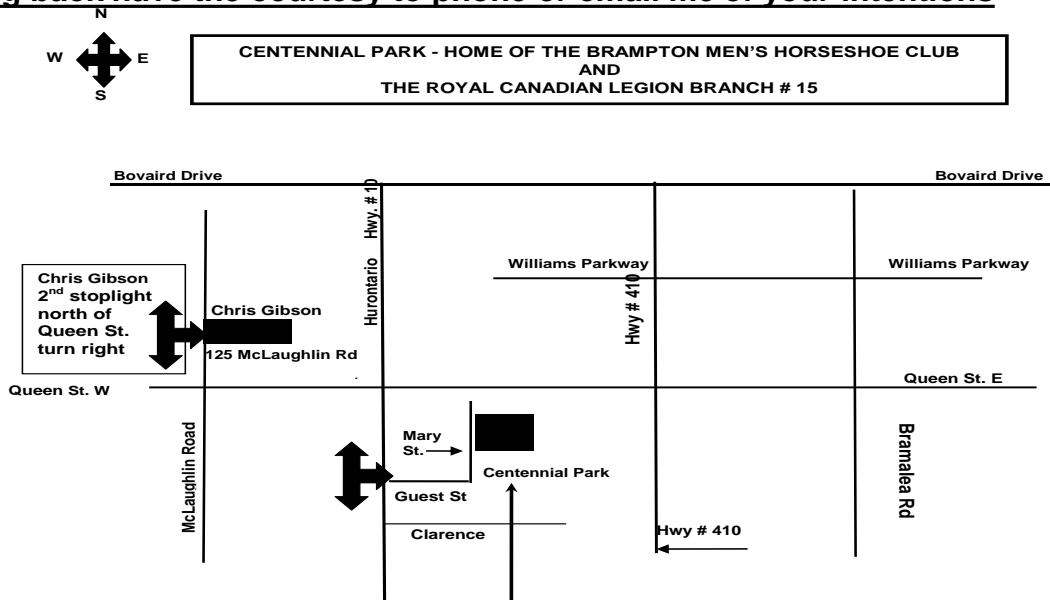 g back have the courtesy to phone or email me of your intentions
N
W E
S
CENTENNIAL PARK - HOME OF THE BRAMPTON MEN'S HORSESHOE CLUB
AND
THE ROYAL CANADIAN LEGION BRANCH # 15
Bovaird Drive
Bovaird Drive
Hurontario Hwy. # 10
Williams Parkway
Williams Parkway
Hwy # 410
Chris Gibson
2nd stoplight
north of
Queen St.
turn right
Chris Gibson
125 McLaughlin Rd
Queen St. W
Queen St. E
McLaughlin Road
Mary
St.
Centennial Park
Guest St
Clarence
Hwy # 410
Bramalea Rd